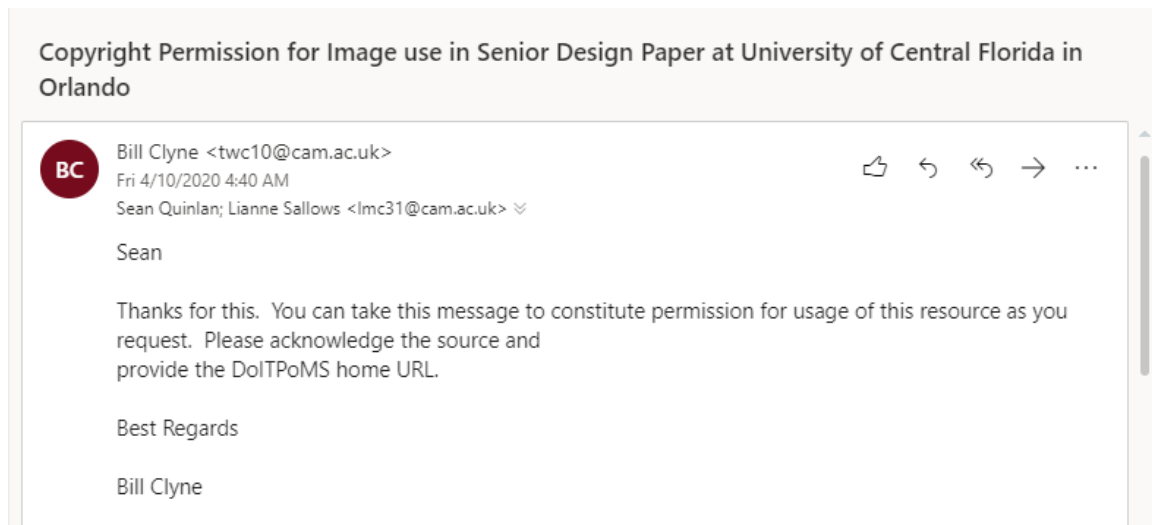 Copyright Permission for Image use in Senior Design Paper at University of Central Florida in
Orlando
BC
Bill Clyne <twc10@cam.ac.uk>
Fri 4/10/2020 4:40 AM
Sean Quinlan; Lianne Sallows <lmc31@cam.ac.uk>
Sean
Thanks for this.  You can take this message to constitute permission for usage of this resource as you
request.  Please acknowledge the source and
provide the DoITPoMS home URL.
Best Regards
Bill Clyne